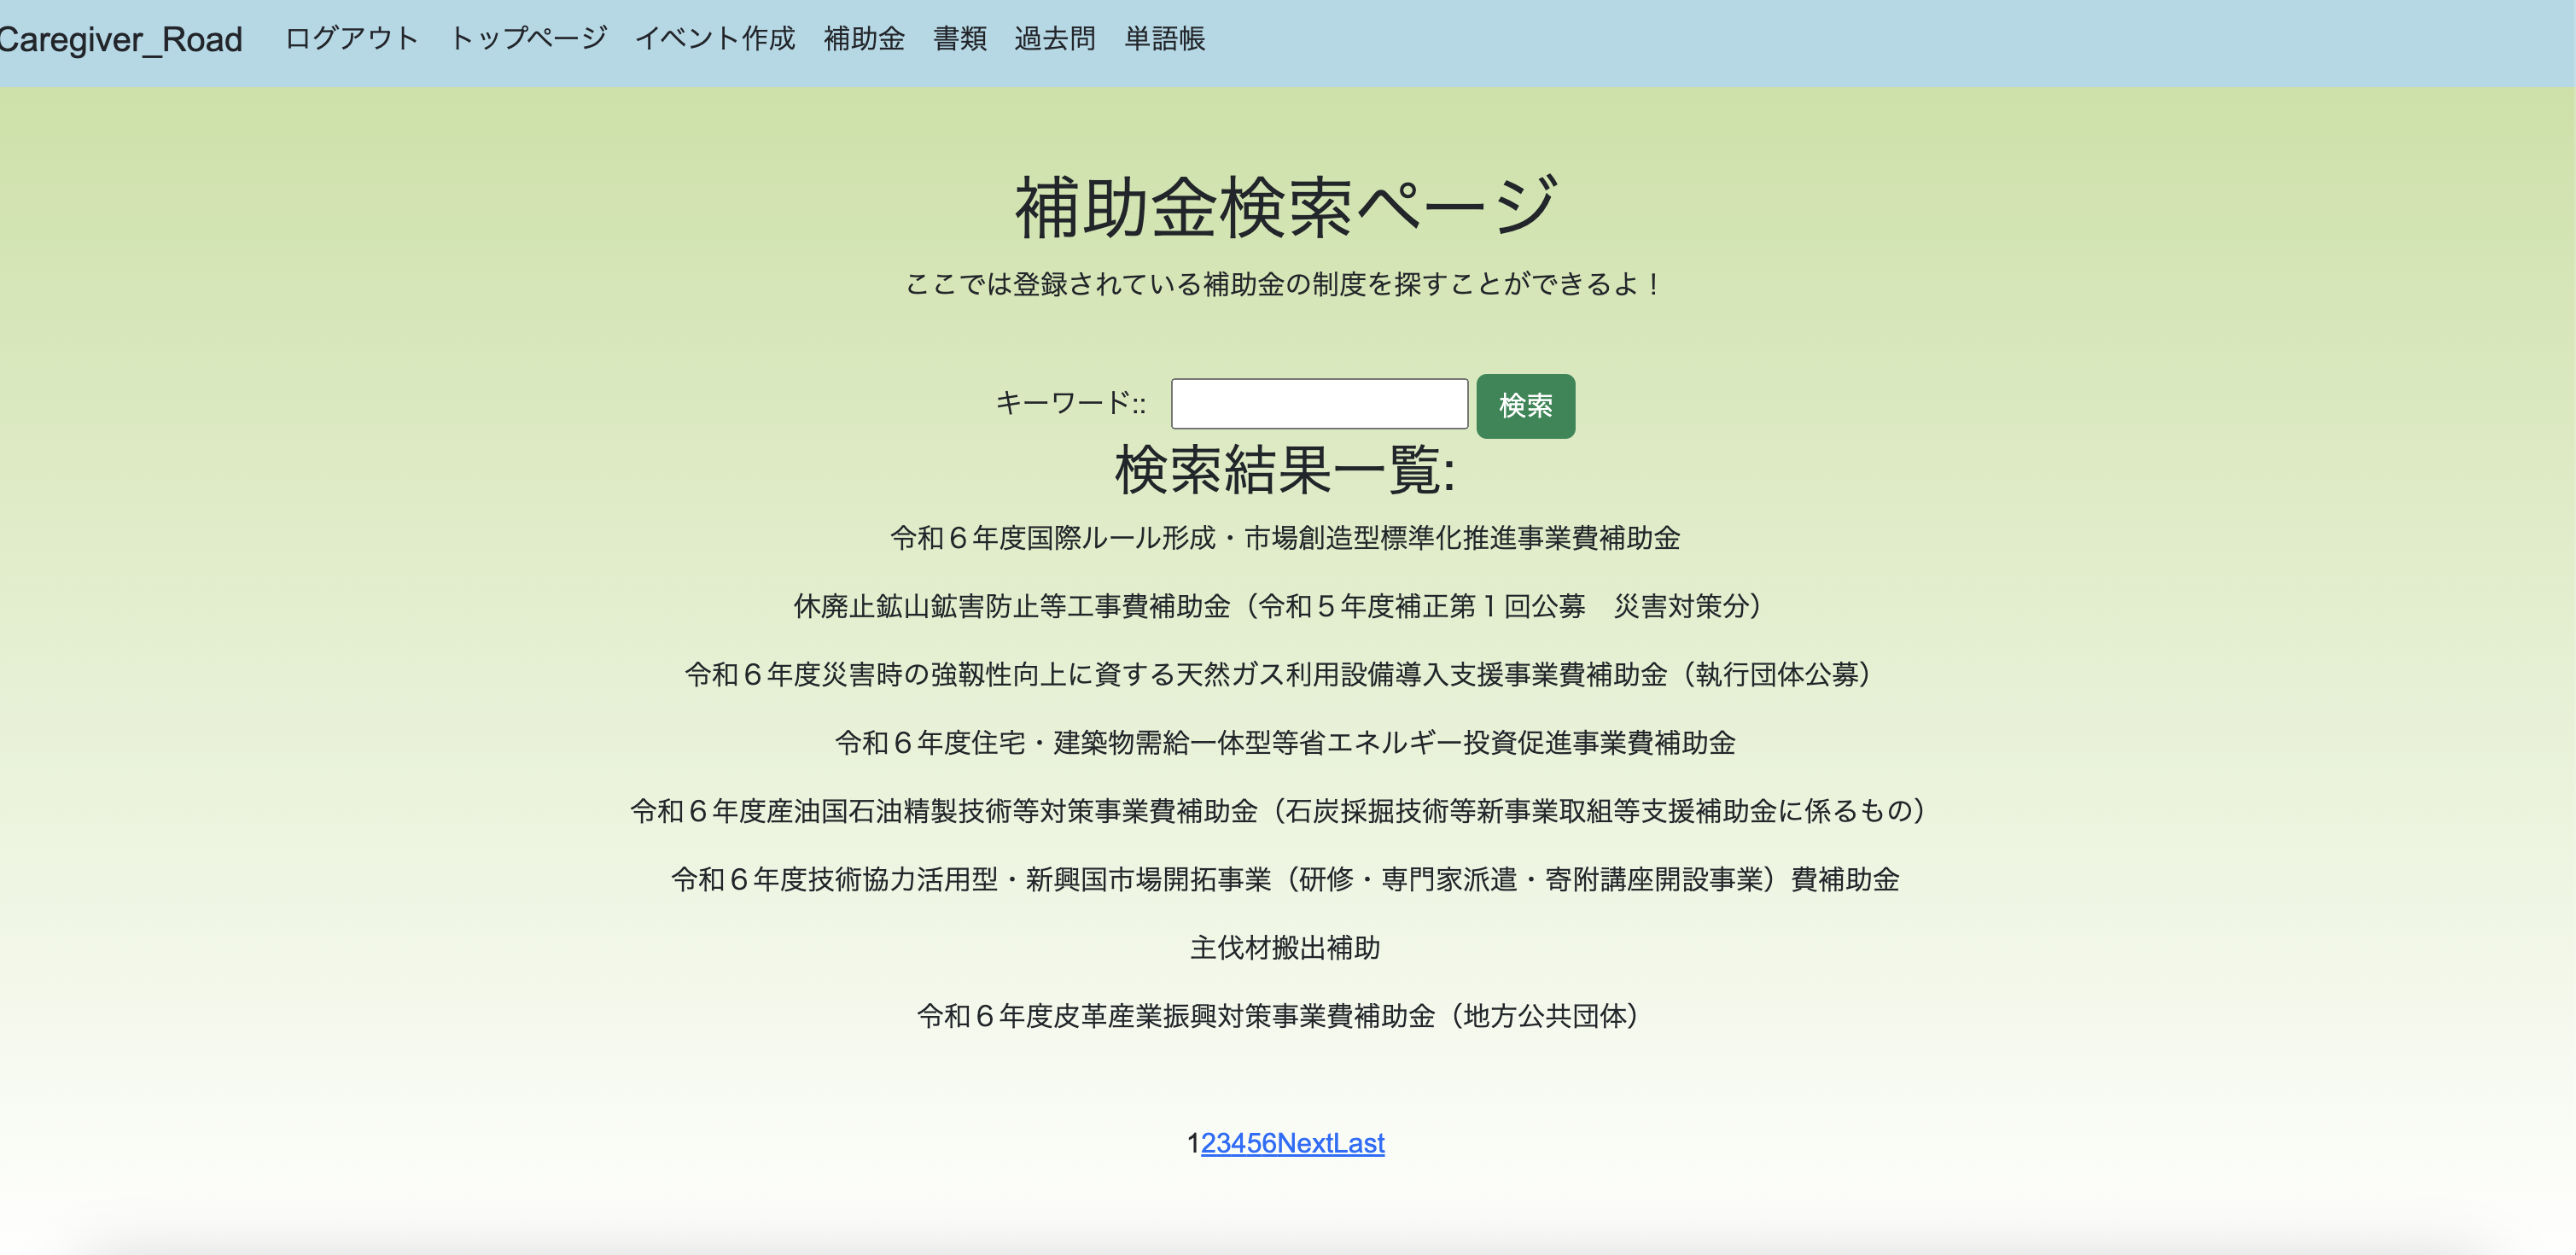 Caregiver_Road ログアウト トップページ イベント作成 補助金 書類 過去問 単語帳
補助金検索ページ
ここでは登録されている補助金の制度を探すことができるよ！
キーワード:: 検索
検索結果一覧:
令和６年度国際ルール形成・市場創造型標準化推進事業費補助金
休廃止鉱山鉱害防止等工事費補助金（令和５年度補正第１回公募　災害対策分）
令和６年度災害時の強靱性向上に資する天然ガス利用設備導入支援事業費補助金（執行団体公募）
令和６年度住宅・建築物需給一体型等省エネルギー投資促進事業費補助金
令和６年度産油国石油精製技術等対策事業費補助金（石炭採掘技術等新事業取組等支援補助金に係るもの）
令和６年度技術協力活用型・新興国市場開拓事業（研修・専門家派遣・寄附講座開設事業）費補助金
主伐材搬出補助
令和６年度皮革産業振興対策事業費補助金（地方公共団体）
123456NextLast